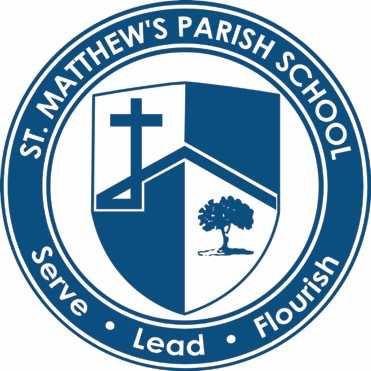 ST. MATTHEW'S PARISH SCHOOL
Serve • Lead • Flourish